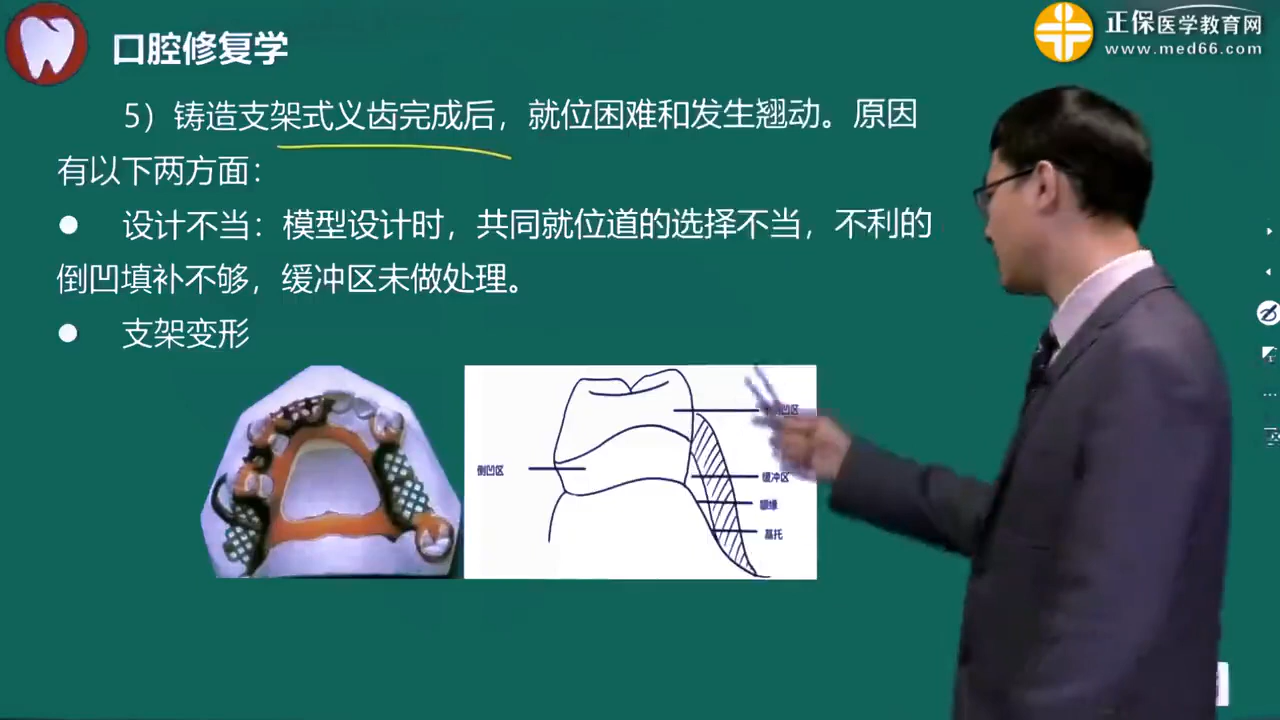 口腔修复学
正保医学教育网
www.med66.com
5）铸造支架式义齿完成后，就位困难和发生翘动。原因
有以下两方面：
● 设计不当：模型设计时，共同就位道的选择不当，不利的
倒凹填补不够，缓冲区未做处理。
● 支架变形
凹区
倒凹区
缓冲区
基托